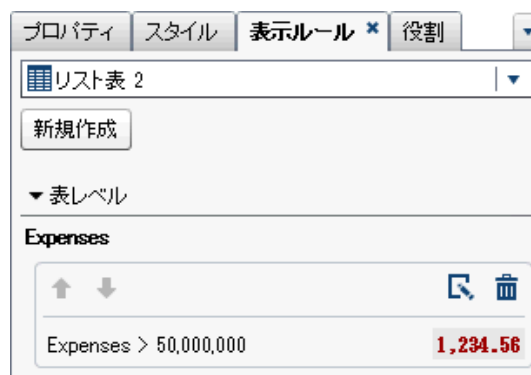 プロパティ スタイル 表示ルール 役割
リスト表 2
新規作成
表レベル
Expenses
Expenses > 50,000,000 1,234.56